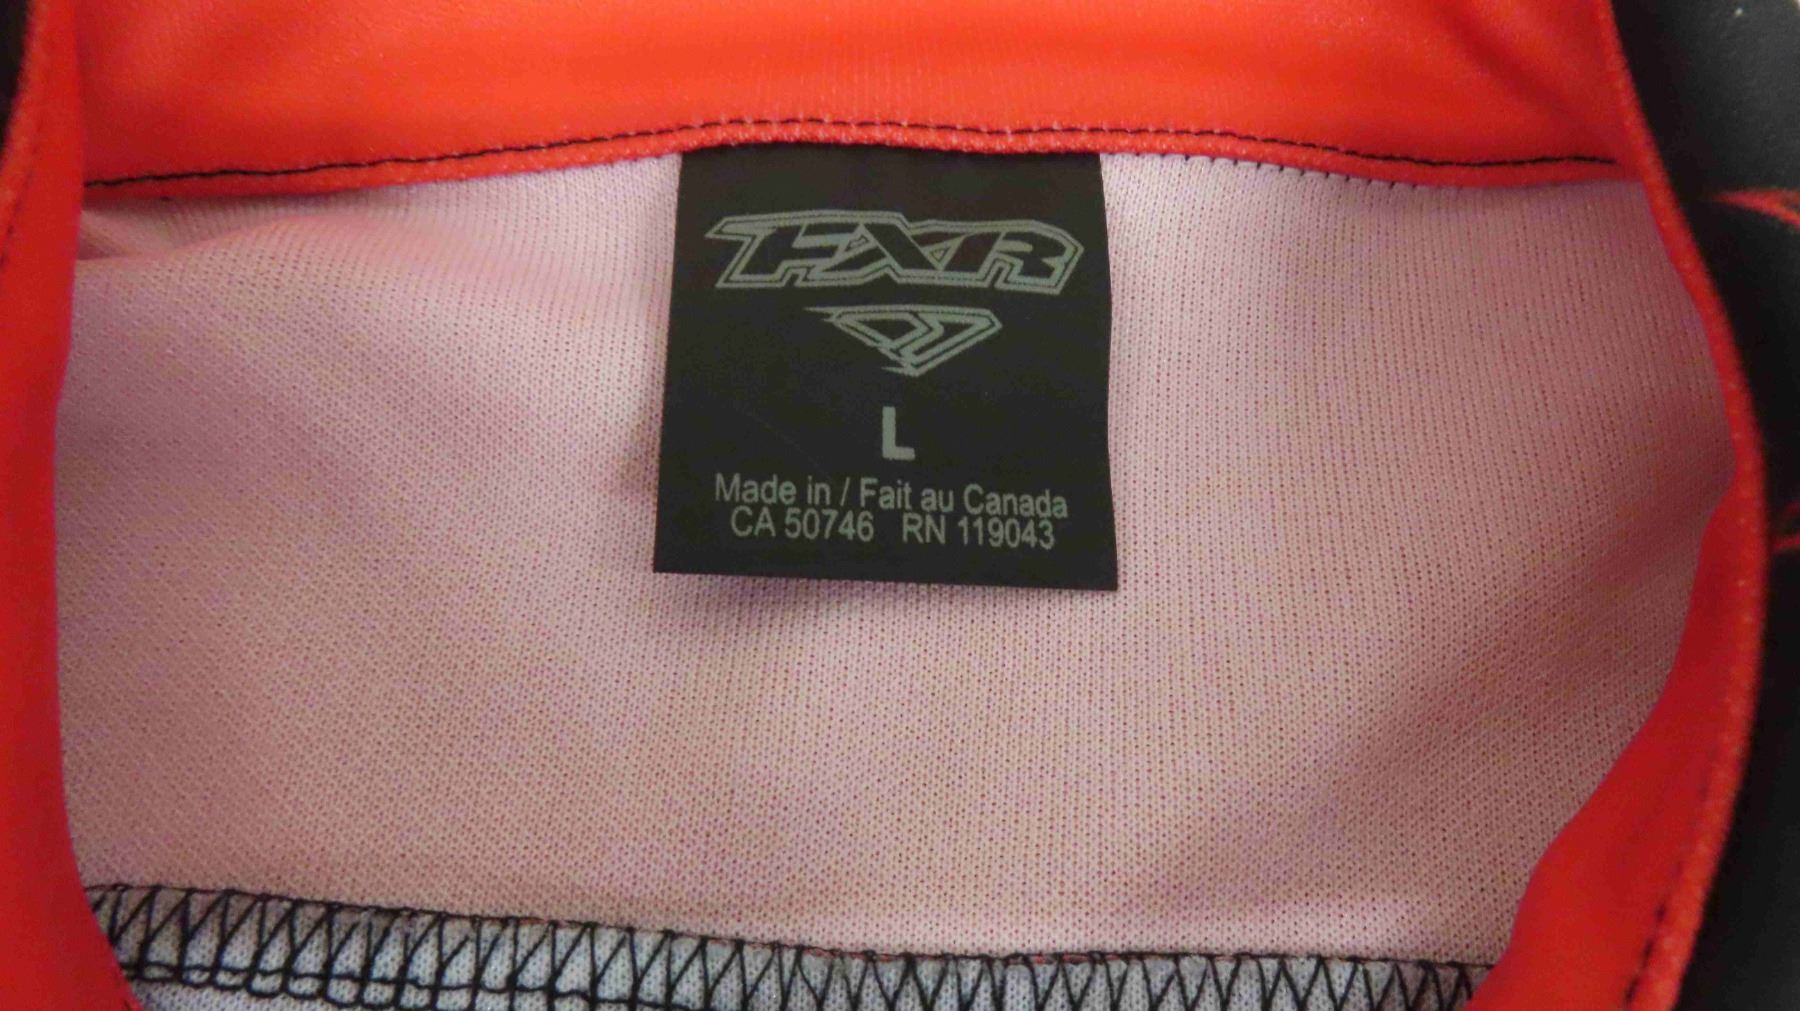 FXR
L
Made in / Fait au Canada
CA 50746 RN 119043